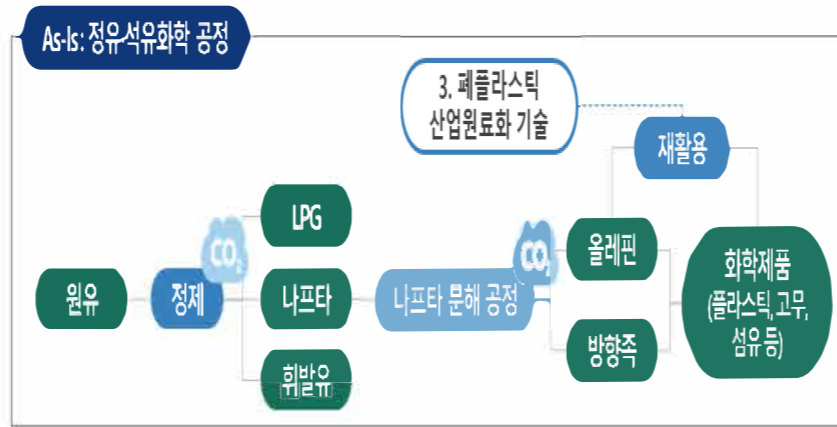 As-Is: 정유·석유화학 공정
3. 폐플라스틱
산업원료화 기술
재활용
LPG
CO₂
CO₂
올레핀
화학제품
(플라스틱, 고무,
섬유 등)
원유
정제
나프타
나프타 분해 공정
방향족
휘발유